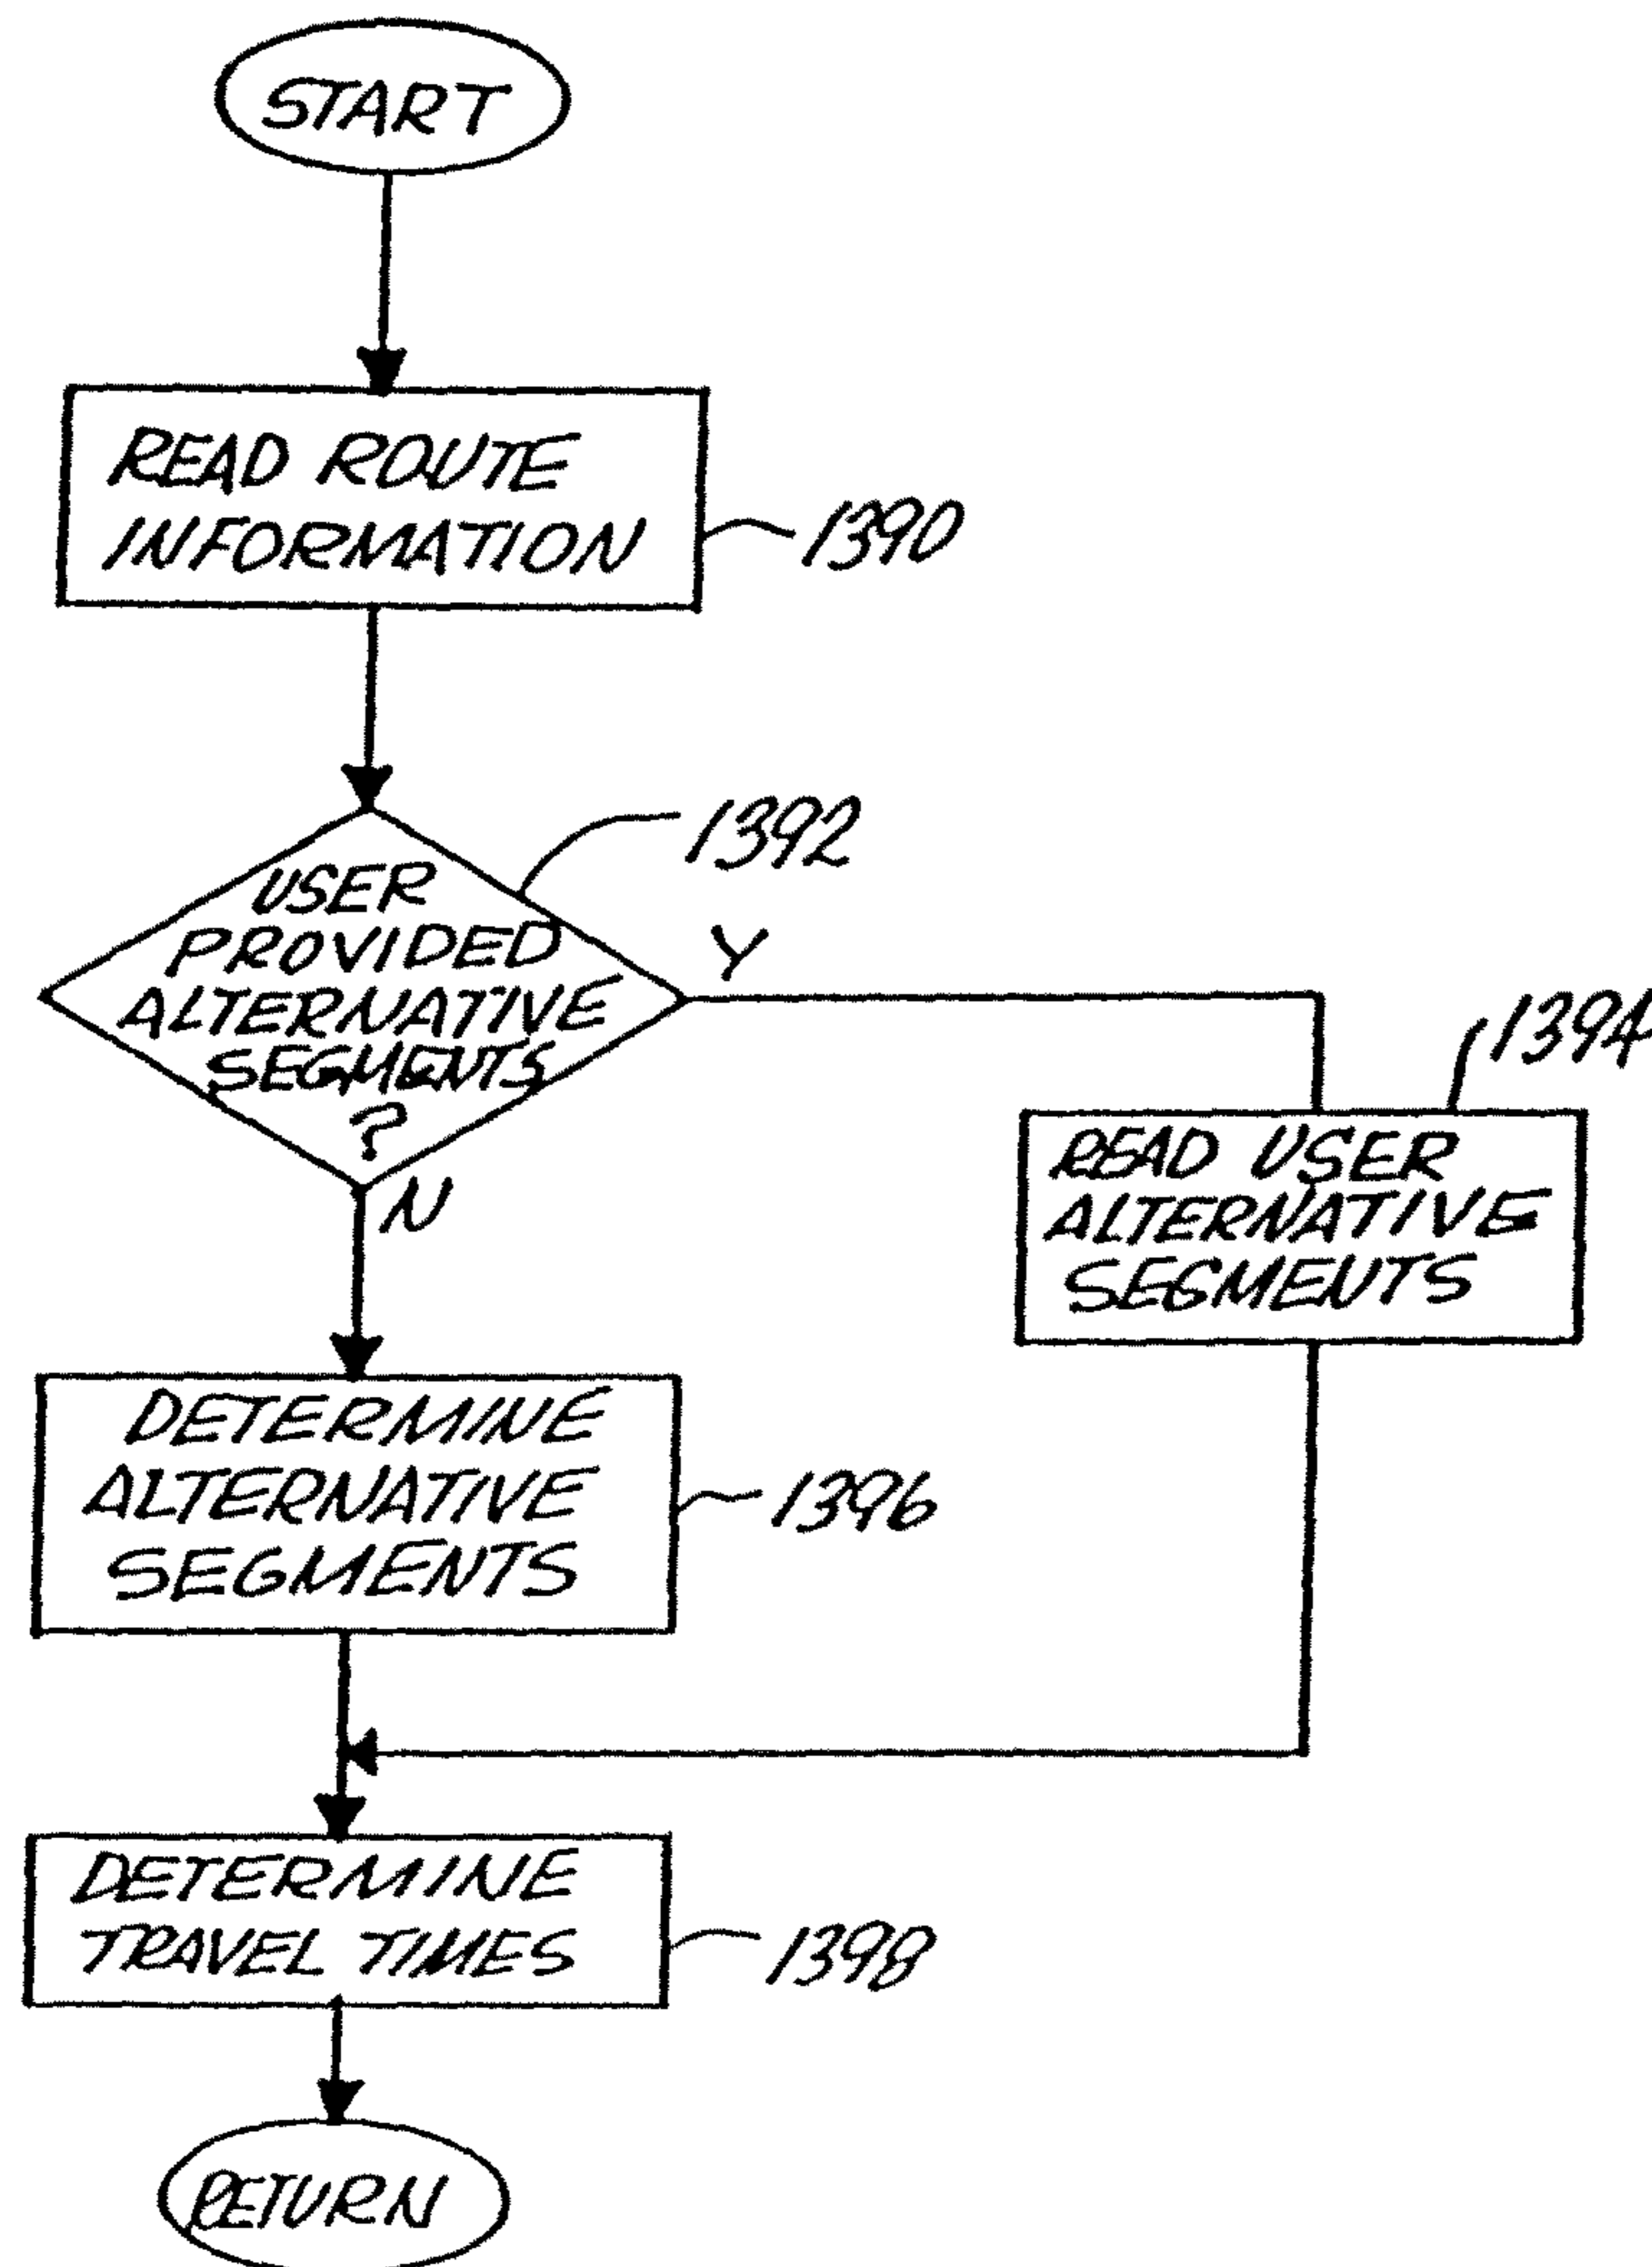 START
READ ROUTE
INFORMATION
1390
1392
USER
PROVIDED
ALTERNATIVE
SEGMENTS
?
Y
N
1394
READ USER
ALTERNATIVE
SEGMENTS
DETERMINE
ALTERNATIVE
SEGMENTS
1396
DETERMINE
TRAVEL TIMES
1398
RETURN